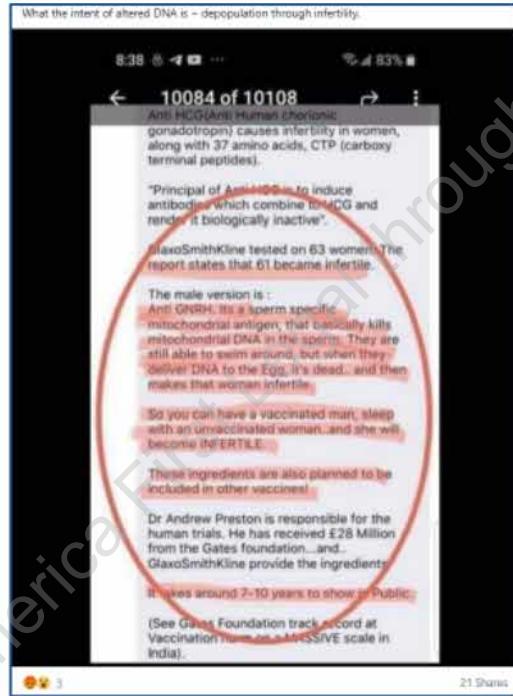 What the intent of altered DNA is – depopulation through infertility.
8:38
83%
10084 of 10108
Anti HCG(Anti Human chorionic
gonadotropin) causes infertility in women,
along with 37 amino acids, CTP (carboxy
terminal peptides).
"Principal of Anti HCG is to induce
antibodies which combine to HCG and
render it biologically inactive".
GlaxoSmithKline tested on 63 women. The
report states that 61 became infertile.
The male version is :
Anti GNRH. Its a sperm specific
mitochondrial antigen, that basically kills
mitochondrial DNA in the sperm. They are
still able to swim around, but when they
deliver DNA to the Egg, it's dead.. and then
makes that woman infertile.
So you can have a vaccinated man, sleep
with an unvaccinated woman..and she will
become INFERTILE.
These ingredients are also planned to be
included in other vaccines!
Dr Andrew Preston is responsible for the
human trials. He has received £28 Million
from the Gates foundation...and..
GlaxoSmithKline provide the ingredients
It takes around 7-10 years to show in Public.
(See Gates Foundation track record at
Vaccination harm on a MASSIVE scale in
India).
3
21 Shares
America First Legal
through